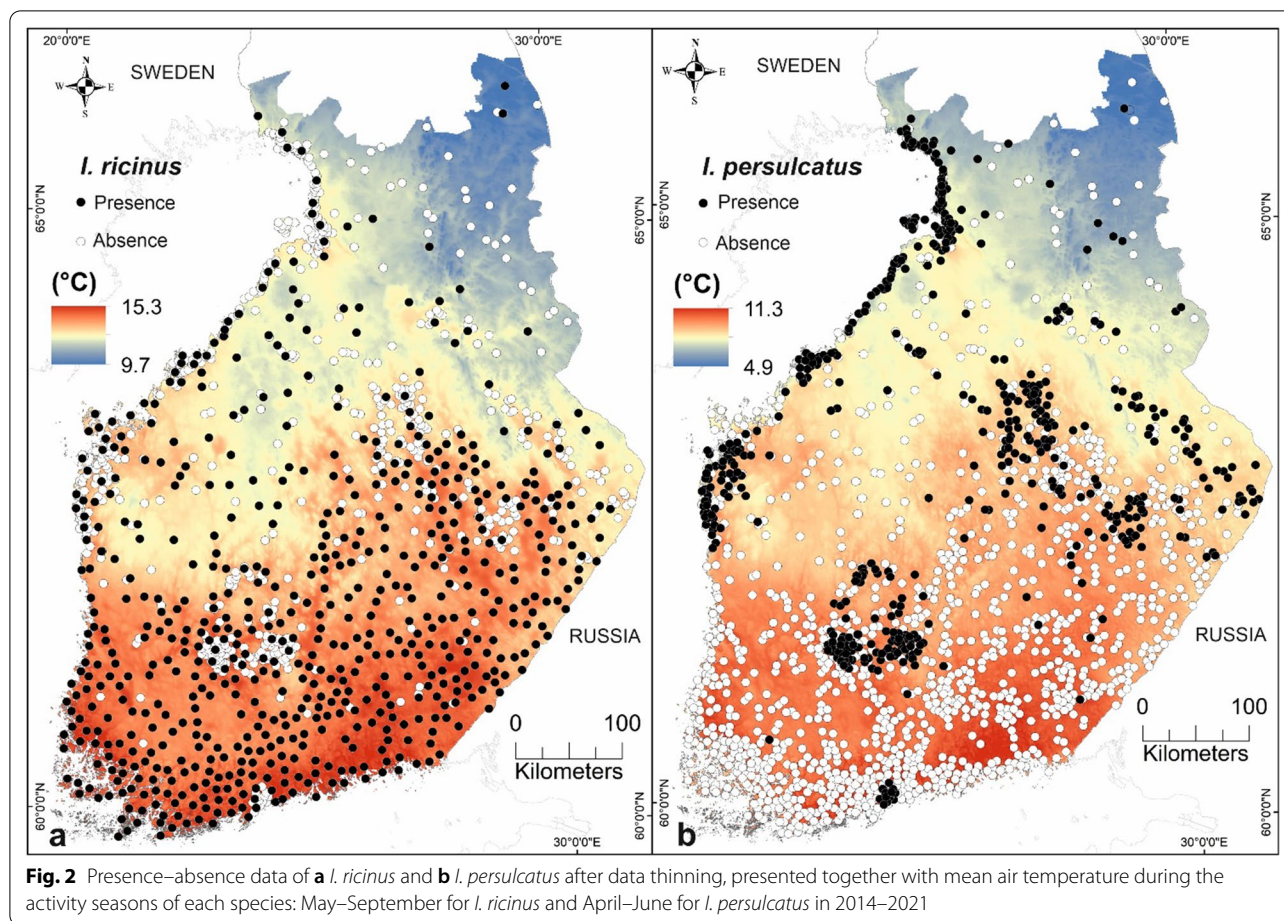 20°0'0"E
30°0'0"E
N
W E
S
SWEDEN
I. ricinus
Presence
Absence
65°0'0"N
(°C)
15.3
9.7
RUSSIA
0 100
Kilometers
60°0'0"N
a
30°0'0"E
30°0'0"E
N
W E
S
SWEDEN
I. persulcatus
Presence
Absence
65°0'0"N
65°0'0"N
(°C)
11.3
4.9
RUSSIA
0 100
Kilometers
60°0'0"N
60°0'0"N
b
30°0'0"E
Fig. 2 Presence–absence data of a I. ricinus and b I. persulcatus after data thinning, presented together with mean air temperature during the
activity seasons of each species: May–September for I. ricinus and April–June for I. persulcatus in 2014–2021